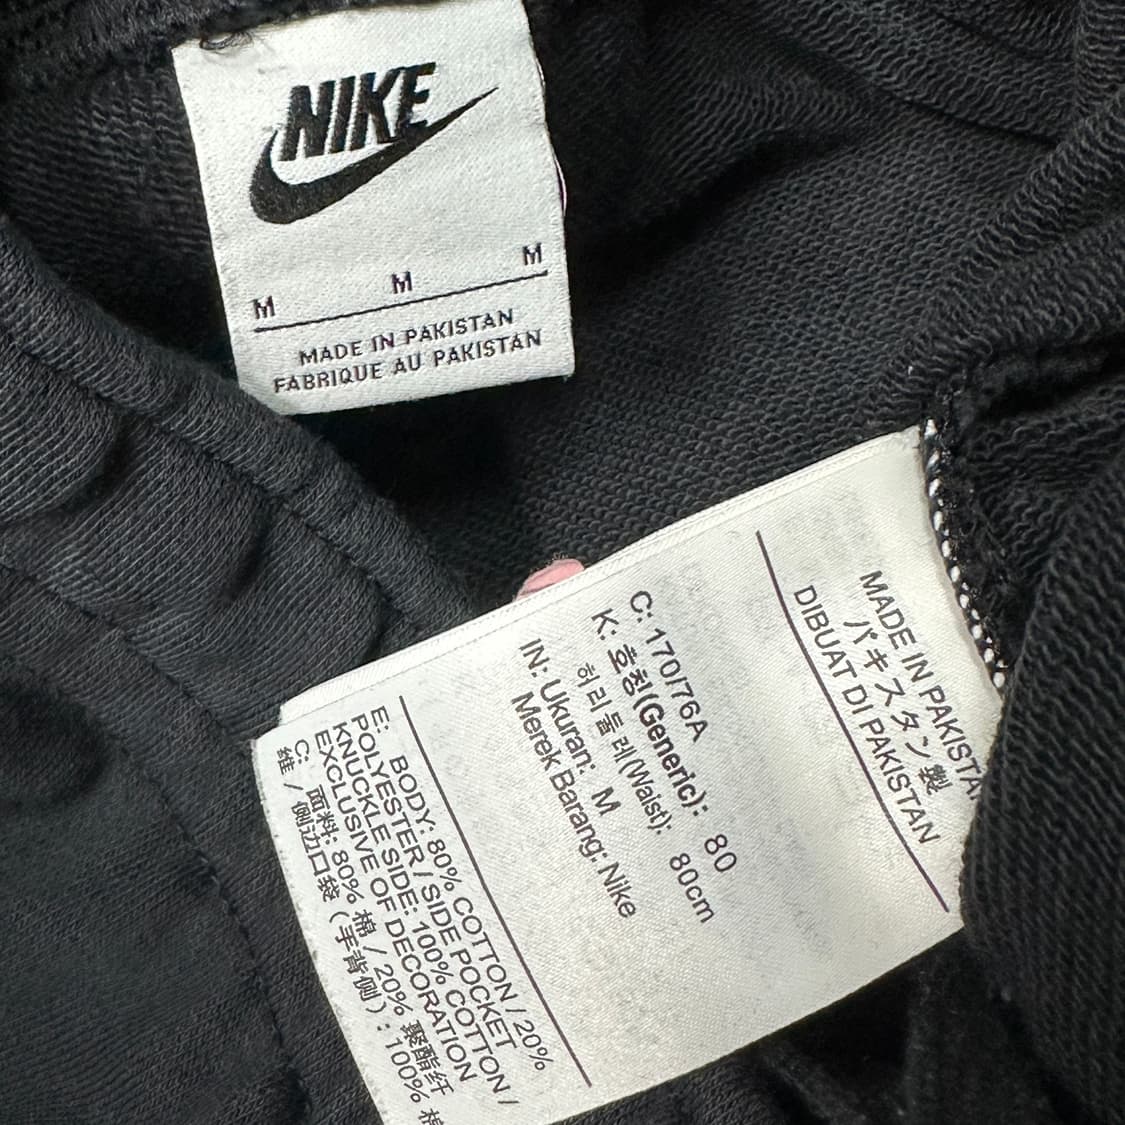 NIKE
M M M
MADE IN PAKISTAN
FABRIQUE AU PAKISTAN
MADE IN PAKISTAN
パキスタン製
DIBUAT DI PAKISTAN
C: 170/76A
K: 호칭(Generic): 80
허리둘레(Waist): 80cm
IN: Ukuran: M
Merek Barang: Nike
E: BODY: 80% COTTON / 20%
POLYESTER / SIDE POCKET
KNUCKLE SIDE: 100% COTTON /
EXCLUSIVE OF DECORATION
C: 面料: 80% 棉 / 20% 聚酯纤
维 / 侧边口袋 (手背侧) : 100% 棉